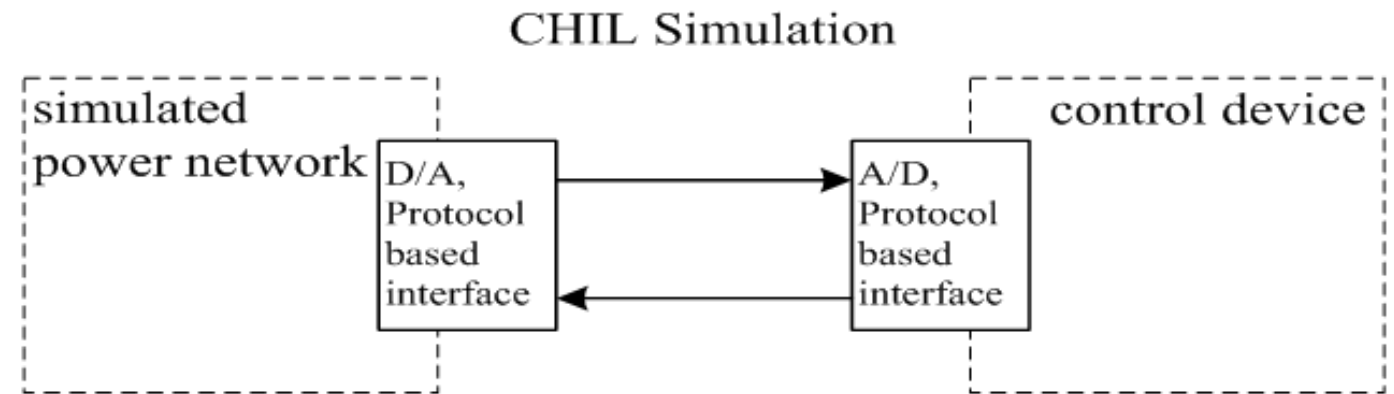 CHIL Simulation
simulated
power network
control device
D/A,
Protocol
based
interface
A/D,
Protocol
based
interface